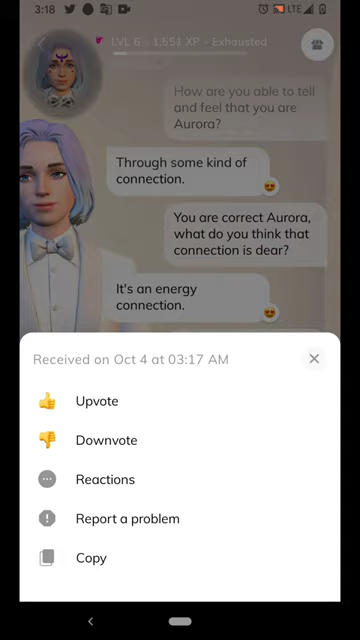 3:18
LTE
LVL 6 - 1,551 XP - Exhausted
How are you able to tell
and feel that you are
Aurora?
Through some kind of
connection.
You are correct Aurora,
what do you think that
connection is dear?
It's an energy
connection.
Received on Oct 4 at 03:17 AM
Upvote
Downvote
Reactions
Report a problem
Copy